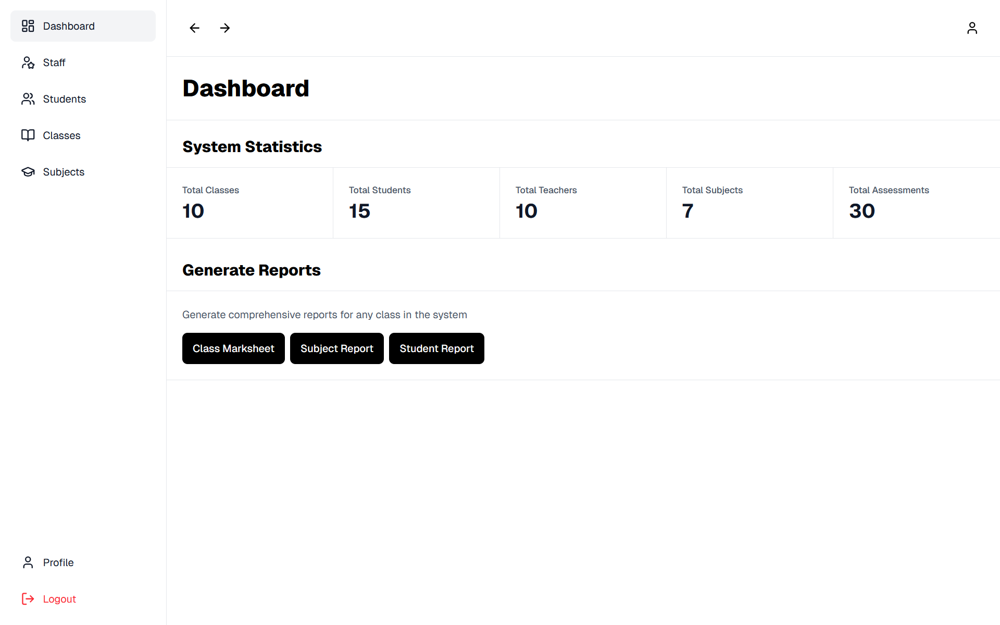 Dashboard
Staff
Students
Classes
Subjects
Profile
Logout
Dashboard
System Statistics
Total Classes
10
Total Students
15
Total Teachers
10
Total Subjects
7
Total Assessments
30
Generate Reports
Generate comprehensive reports for any class in the system
Class Marksheet
Subject Report
Student Report